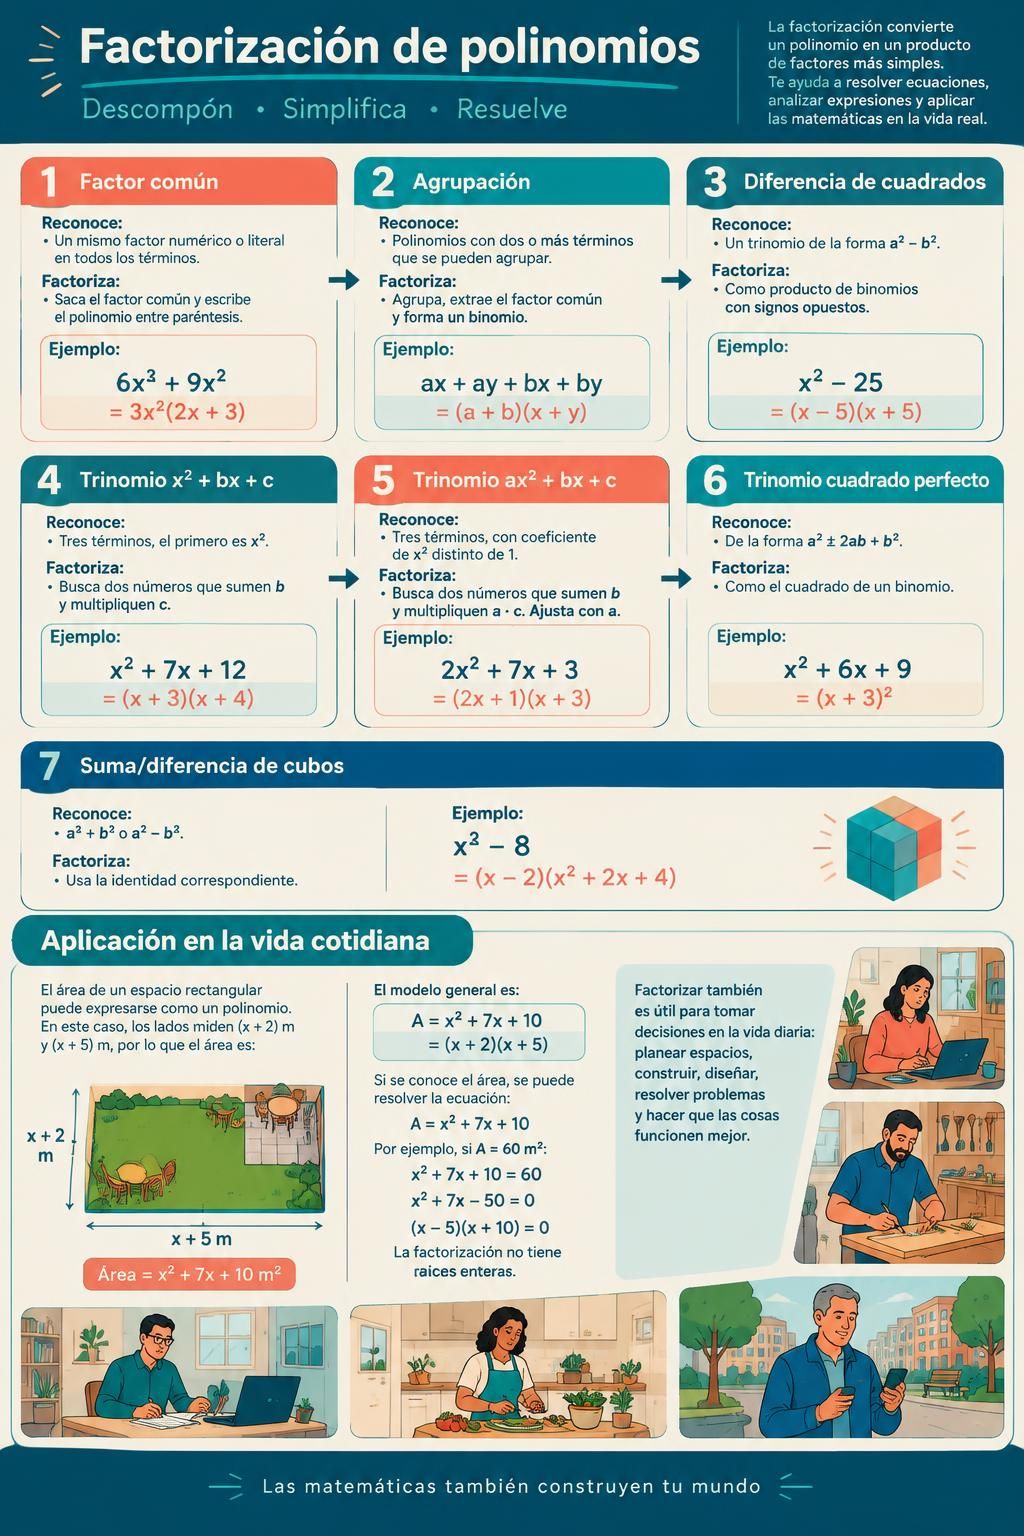 Factorización de polinomios
Descompón • Simplifica • Resuelve
La factorización convierte
un polinomio en un producto
de factores más simples.
Te ayuda a resolver ecuaciones,
analizar expresiones y aplicar
las matemáticas en la vida real.
1 Factor común
Reconoce:
• Un mismo factor numérico o literal
en todos los términos.
Factoriza:
• Saca el factor común y escribe
el polinomio entre paréntesis.
Ejemplo:
6x³ + 9x²
= 3x²(2x + 3)
2 Agrupación
Reconoce:
• Polinomios con dos o más términos
que se pueden agrupar.
Factoriza:
• Agrupa, extrae el factor común
y forma un binomio.
Ejemplo:
ax + ay + bx + by
= (a + b)(x + y)
3 Diferencia de cuadrados
Reconoce:
• Un trinomio de la forma a² – b².
Factoriza:
• Como producto de binomios
con signos opuestos.
Ejemplo:
x² – 25
= (x – 5)(x + 5)
4 Trinomio x² + bx + c
Reconoce:
• Tres términos, el primero es x².
Factoriza:
• Busca dos números que sumen b
y multipliquen c.
Ejemplo:
x² + 7x + 12
= (x + 3)(x + 4)
5 Trinomio ax² + bx + c
Reconoce:
• Tres términos, con coeficiente
de x² distinto de 1.
Factoriza:
• Busca dos números que sumen b
y multipliquen a · c. Ajusta con a.
Ejemplo:
2x² + 7x + 3
= (2x + 1)(x + 3)
6 Trinomio cuadrado perfecto
Reconoce:
• De la forma a² ± 2ab + b².
Factoriza:
• Como el cuadrado de un binomio.
Ejemplo:
x² + 6x + 9
= (x + 3)²
7 Suma/diferencia de cubos
Reconoce:
• a² + b² o a² – b².
Factoriza:
• Usa la identidad correspondiente.
Ejemplo:
x³ – 8
= (x – 2)(x² + 2x + 4)
Aplicación en la vida cotidiana
El área de un espacio rectangular
puede expresarse como un polinomio.
En este caso, los lados miden (x + 2) m
y (x + 5) m, por lo que el área es:
x + 2
m
x + 5 m
Área = x² + 7x + 10 m²
El modelo general es:
A = x² + 7x + 10
= (x + 2)(x + 5)
Si se conoce el área, se puede
resolver la ecuación:
A = x² + 7x + 10
Por ejemplo, si A = 60 m²:
x² + 7x + 10 = 60
x² + 7x – 50 = 0
(x – 5)(x + 10) = 0
La factorización no tiene
raíces enteras.
Factorizar también
es útil para tomar
decisiones en la vida diaria:
planear espacios,
construir, diseñar,
resolver problemas
y hacer que las cosas
funcionen mejor.
Las matemáticas también construyen tu mundo